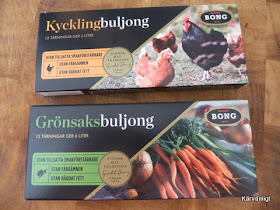 Kycklingbuljong
12 TÄRNINGAR GER 6 LITER
BONG
UTAN TILLSATTA SMAKFÖRSTÄRKARE
UTAN FÄRGÄMNEN
UTAN HÄRDAT FETT
Grönsaksbuljong
12 TÄRNINGAR GER 6 LITER
BONG
UTAN TILLSATTA SMAKFÖRSTÄRKARE
UTAN FÄRGÄMNEN
UTAN HÄRDAT FETT
Kärvänligt